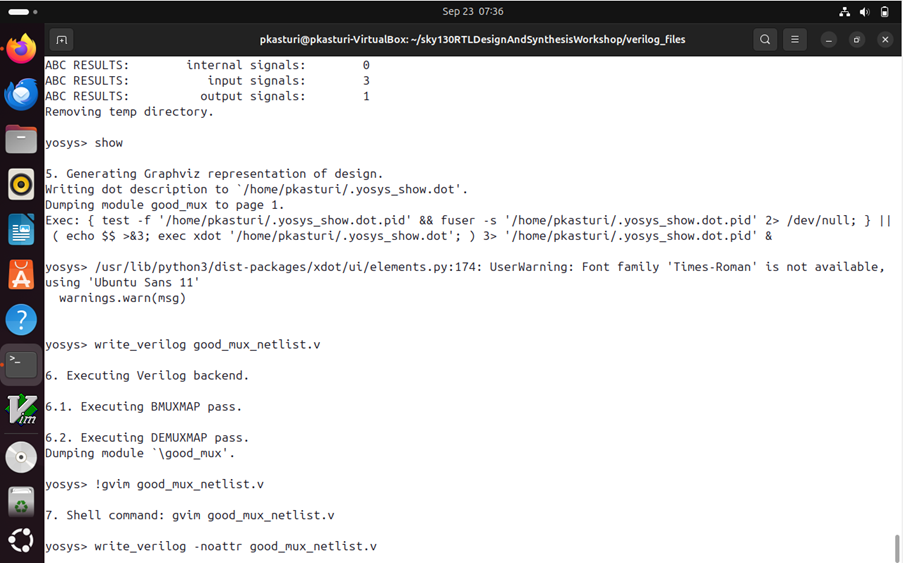 Sep 23 07:36
pkasturi@pkasturi-VirtualBox: ~/sky130RTLDesignAndSynthesisWorkshop/verilog_files
ABC RESULTS:        internal signals:        0
ABC RESULTS:           input signals:        3
ABC RESULTS:          output signals:        1
Removing temp directory.
yosys> show
5. Generating Graphviz representation of design.
Writing dot description to `/home/pkasturi/.yosys_show.dot'.
Dumping module good_mux to page 1.
Exec: { test -f '/home/pkasturi/.yosys_show.dot.pid' && fuser -s '/home/pkasturi/.yosys_show.dot.pid' 2> /dev/null; } ||
 ( echo $$ >&3; exec xdot '/home/pkasturi/.yosys_show.dot'; ) 3> '/home/pkasturi/.yosys_show.dot.pid' &
yosys> /usr/lib/python3/dist-packages/xdot/ui/elements.py:174: UserWarning: Font family 'Times-Roman' is not available,
using 'Ubuntu Sans 11'
  warnings.warn(msg)
yosys> write_verilog good_mux_netlist.v
6. Executing Verilog backend.
6.1. Executing BMUXMAP pass.
6.2. Executing DEMUXMAP pass.
Dumping module `\good_mux'.
yosys> !gvim good_mux_netlist.v
7. Shell command: gvim good_mux_netlist.v
yosys> write_verilog -noattr good_mux_netlist.v